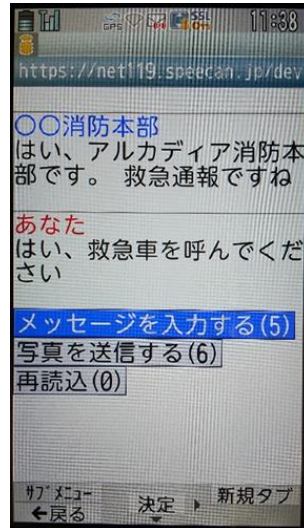 GPS SSL 11:38
https://net119.speecan.jp/dev
〇〇消防本部
はい、アルカディア消防本
部です。 救急通報ですね
あなた
はい、救急車を呼んでくだ
さい
メッセージを入力する(5)
写真を送信する(6)
再読込(0)
ｻﾌﾞﾒﾆｭｰ 決定 新規タブ
←戻る